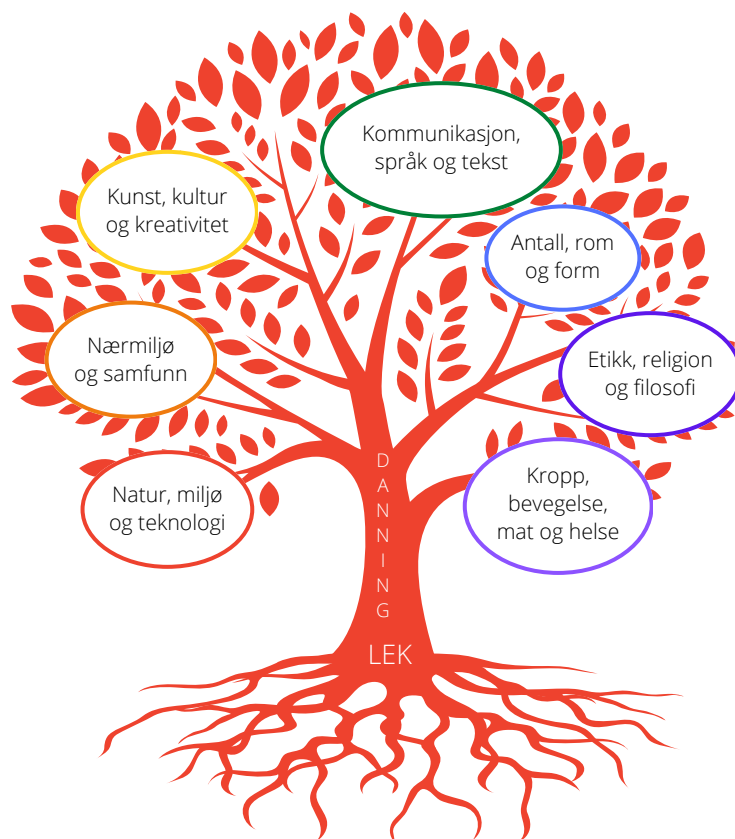 Kommunikasjon,
språk og tekst
Kunst, kultur
og kreativitet
Antall, rom
og form
Nærmiljø
og samfunn
Etikk, religion
og filosofi
Natur, miljø
og teknologi
Kropp,
bevegelse,
mat og helse
DANNING
LEK